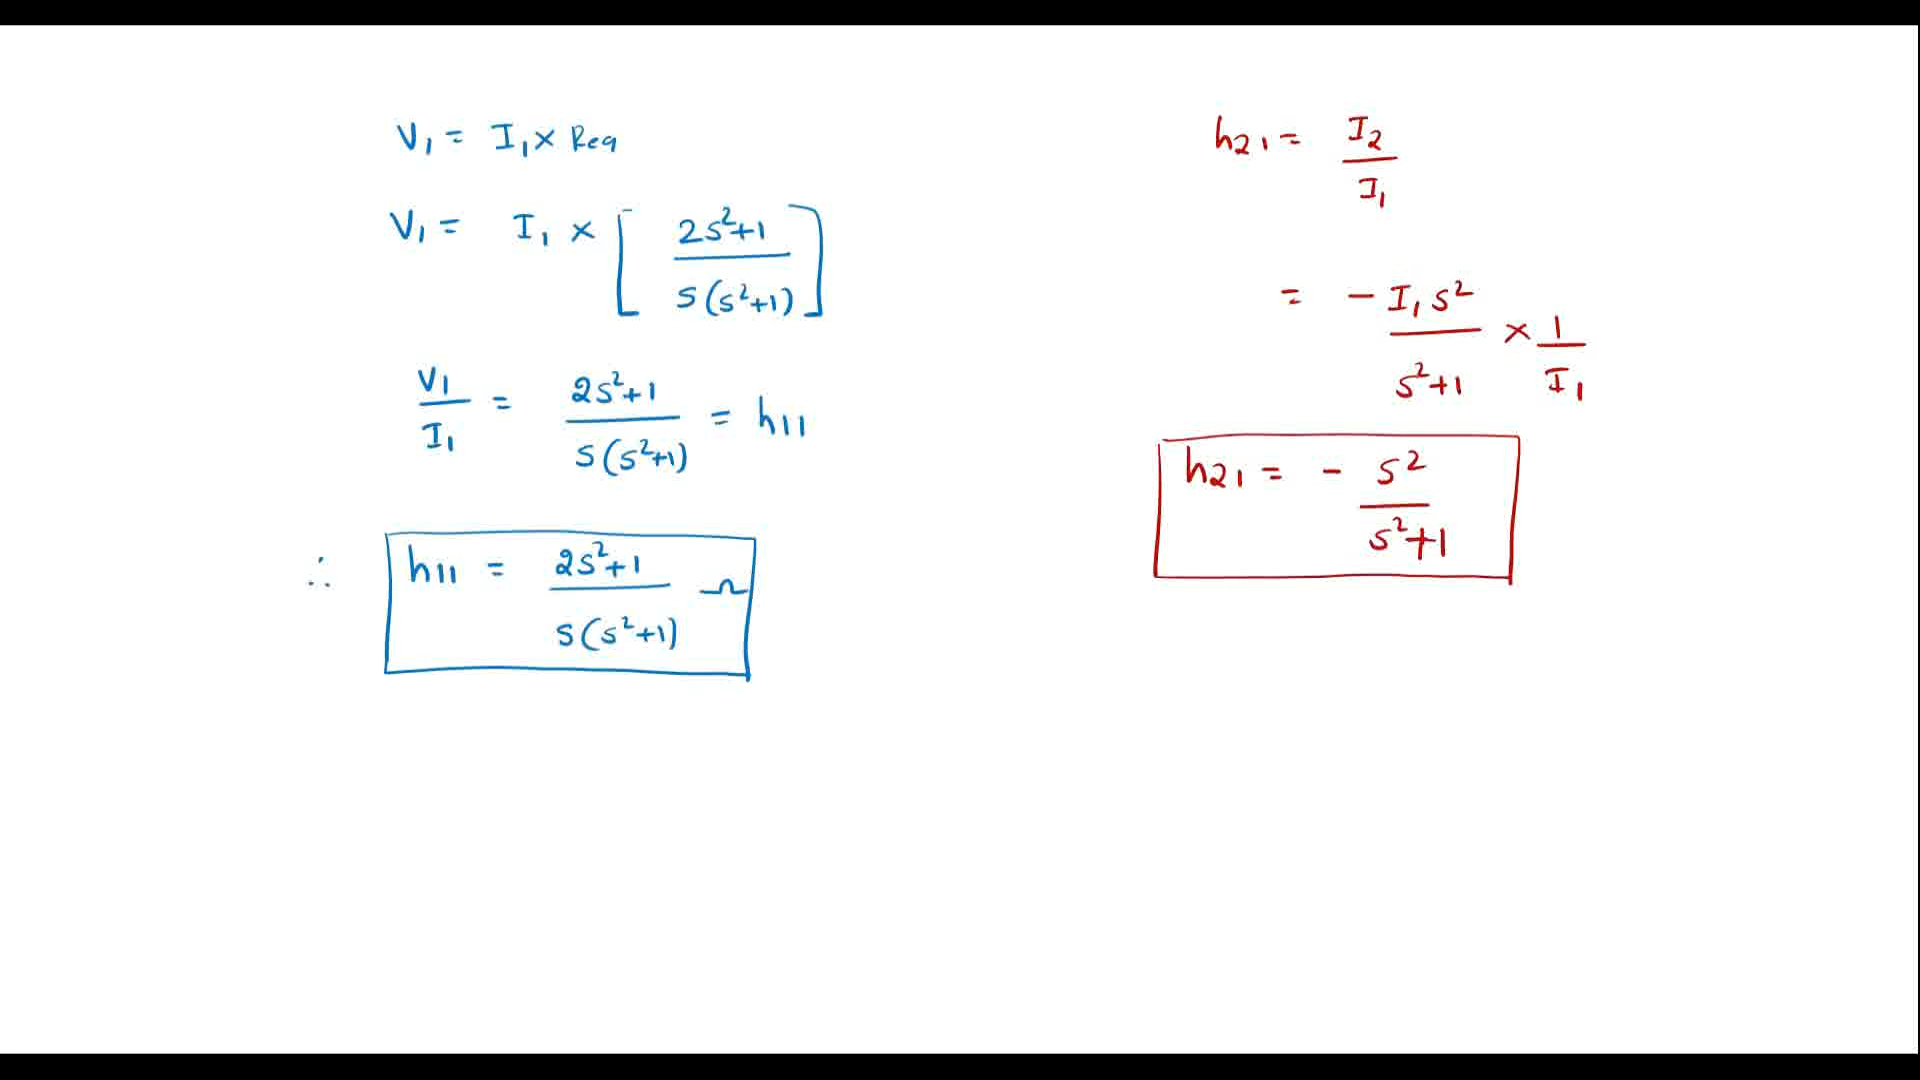 V₁ = I₁ × Req
V₁ = I₁ × [ (2s²+1) / (s(s²+1)) ]
V₁/I₁ = (2s²+1) / (s(s²+1)) = h11
∴ h11 = (2s²+1) / (s(s²+1)) Ω
h21 = I₂/I₁
= - I₁s² / (s²+1) × 1/I₁
h21 = - s² / (s²+1)